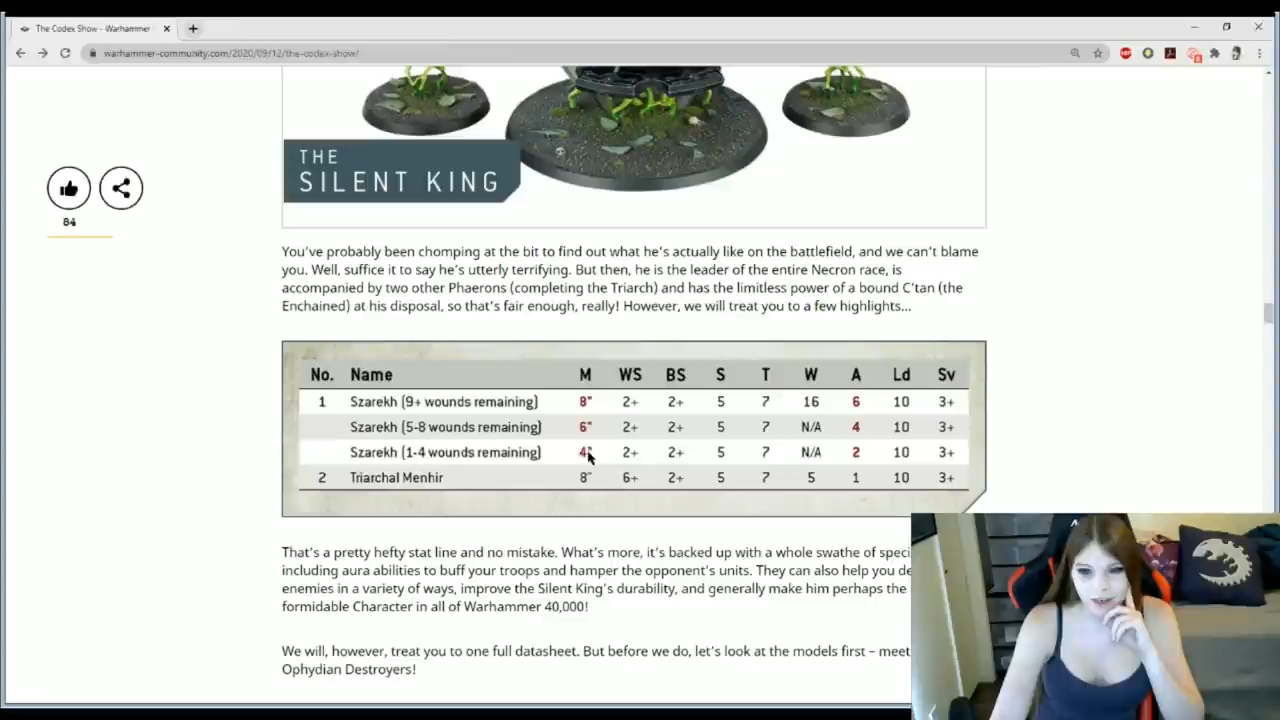 The Codex Show - Warhammer
warhammer-community.com/2020/09/12/the-codex-show/
THE
SILENT KING
84
You've probably been chomping at the bit to find out what he's actually like on the battlefield, and we can't blame
you. Well, suffice it to say he's utterly terrifying. But then, he is the leader of the entire Necron race, is
accompanied by two other Phaerons (completing the Triarch) and has the limitless power of a bound C'tan (the
Enchained) at his disposal, so that's fair enough, really! However, we will treat you to a few highlights...
No. Name M WS BS S T W A Ld Sv
1 Szarekh (9+ wounds remaining) 8" 2+ 2+ 5 7 16 6 10 3+
Szarekh (5-8 wounds remaining) 6" 2+ 2+ 5 7 N/A 4 10 3+
Szarekh (1-4 wounds remaining) 4" 2+ 2+ 5 7 N/A 2 10 3+
2 Triarchal Menhir 8" 6+ 2+ 5 7 5 1 10 3+
That's a pretty hefty stat line and no mistake. What's more, it's backed up with a whole swathe of speci
including aura abilities to buff your troops and hamper the opponent's units. They can also help you de
enemies in a variety of ways, improve the Silent King's durability, and generally make him perhaps the
formidable Character in all of Warhammer 40,000!
We will, however, treat you to one full datasheet. But before we do, let's look at the models first – meet
Ophydian Destroyers!